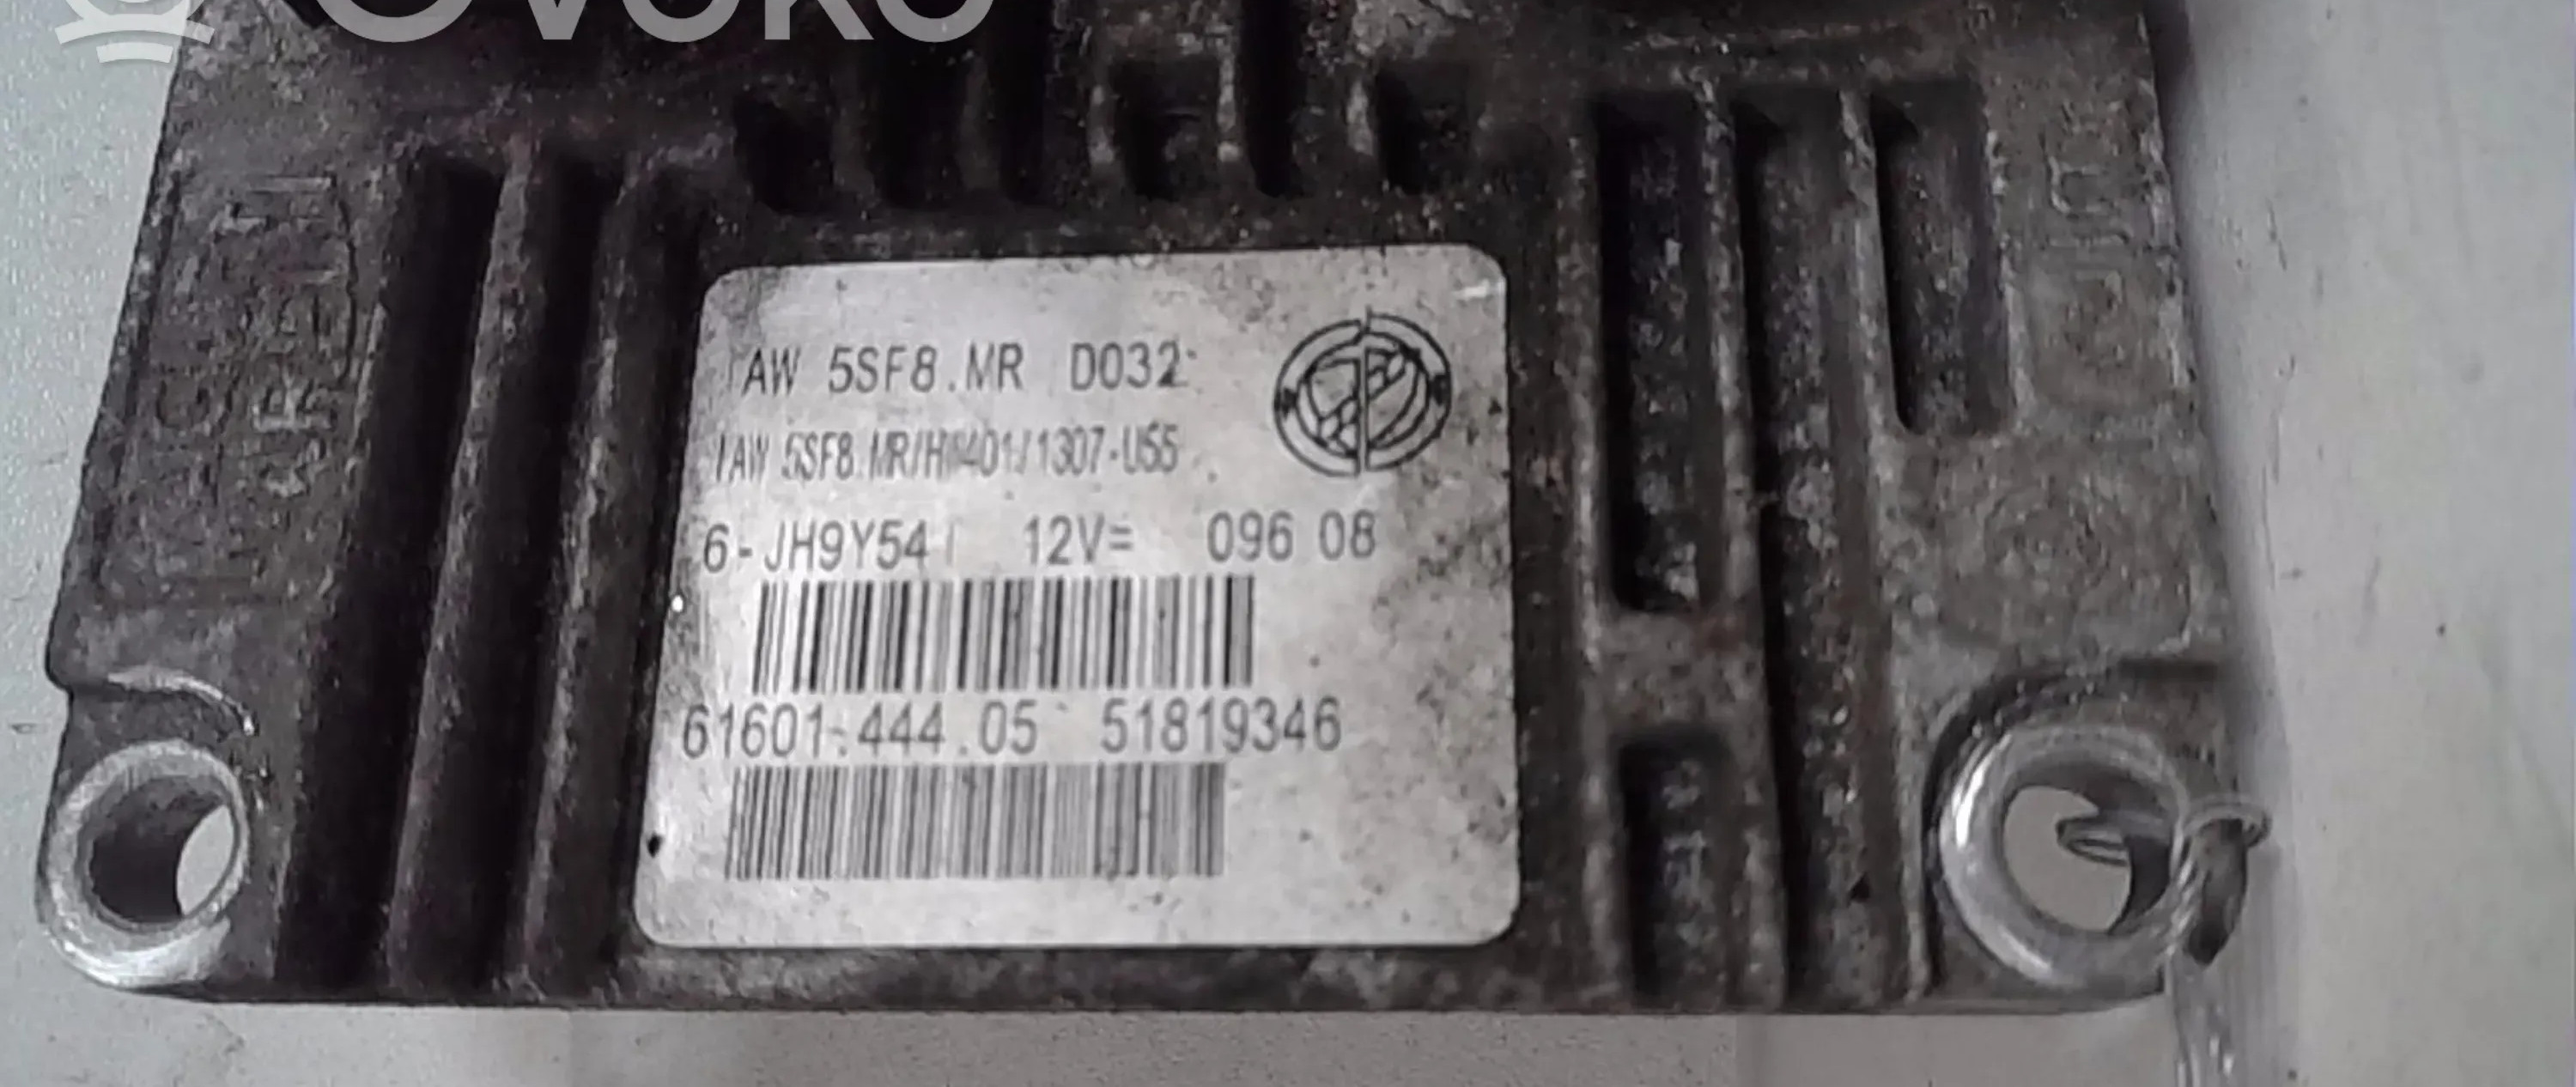 OVOKO
IAW 5SF8.MR D032
IAW 5SF8.MR/HW401/1307-U55
6-JH9Y54 12V= 096 08
61601.444.05 51819346